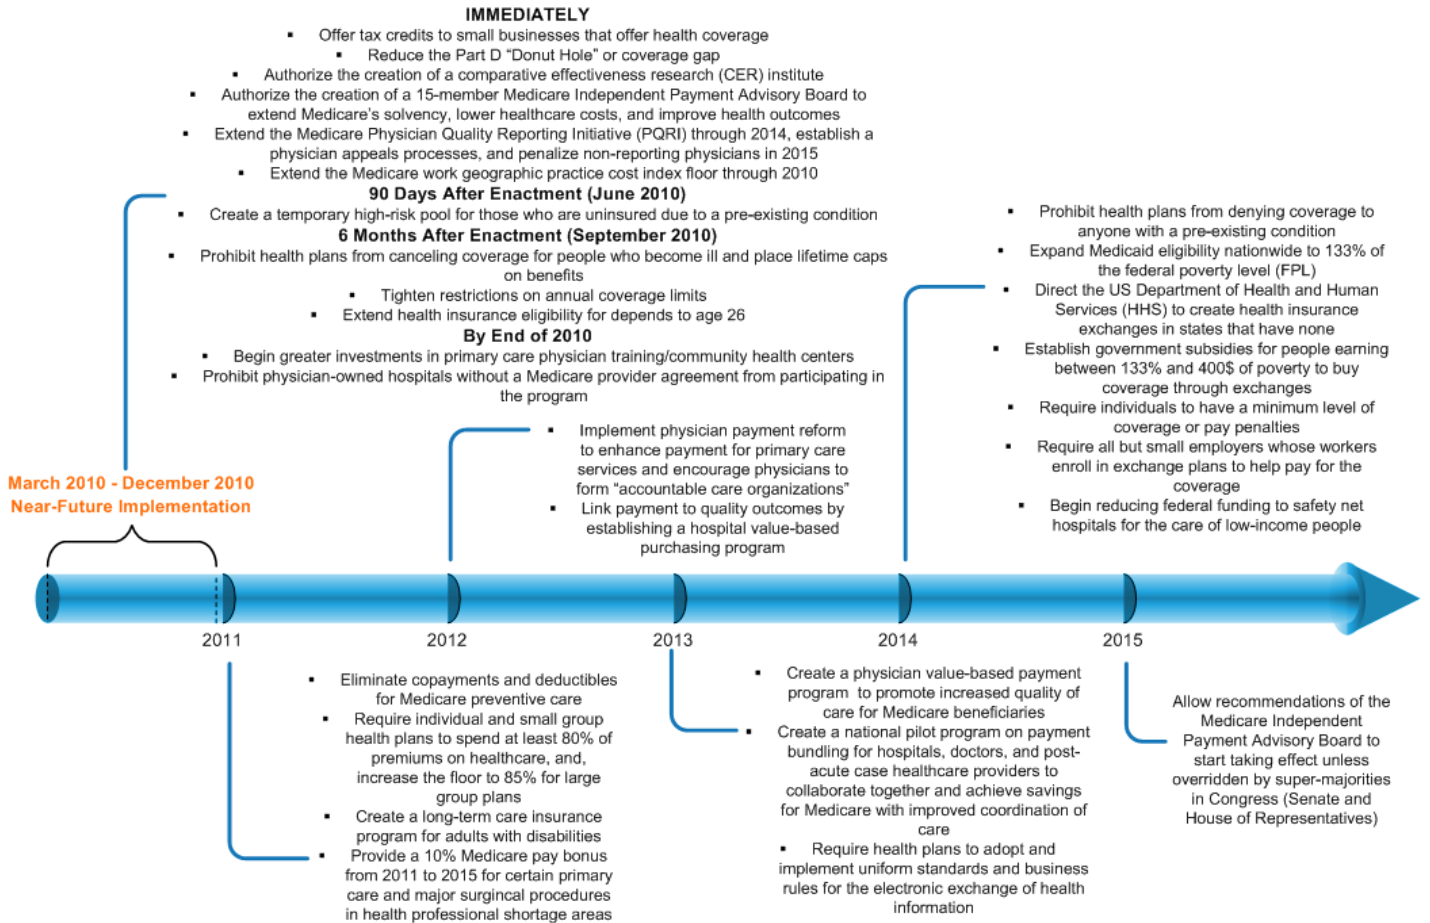 IMMEDIATELY
▪ Offer tax credits to small businesses that offer health coverage
▪ Reduce the Part D “Donut Hole” or coverage gap
▪ Authorize the creation of a comparative effectiveness research (CER) institute
▪ Authorize the creation of a 15-member Medicare Independent Payment Advisory Board to
extend Medicare’s solvency, lower healthcare costs, and improve health outcomes
▪ Extend the Medicare Physician Quality Reporting Initiative (PQRI) through 2014, establish a
physician appeals processes, and penalize non-reporting physicians in 2015
▪ Extend the Medicare work geographic practice cost index floor through 2010
90 Days After Enactment (June 2010)
▪ Create a temporary high-risk pool for those who are uninsured due to a pre-existing condition
6 Months After Enactment (September 2010)
▪ Prohibit health plans from canceling coverage for people who become ill and place lifetime caps
on benefits
▪ Tighten restrictions on annual coverage limits
▪ Extend health insurance eligibility for depends to age 26
By End of 2010
▪ Begin greater investments in primary care physician training/community health centers
▪ Prohibit physician-owned hospitals without a Medicare provider agreement from participating in
the program
March 2010 - December 2010
Near-Future Implementation
▪ Implement physician payment reform
to enhance payment for primary care
services and encourage physicians to
form “accountable care organizations”
▪ Link payment to quality outcomes by
establishing a hospital value-based
purchasing program
▪ Prohibit health plans from denying coverage to
anyone with a pre-existing condition
▪ Expand Medicaid eligibility nationwide to 133% of
the federal poverty level (FPL)
▪ Direct the US Department of Health and Human
Services (HHS) to create health insurance
exchanges in states that have none
▪ Establish government subsidies for people earning
between 133% and 400$ of poverty to buy
coverage through exchanges
▪ Require individuals to have a minimum level of
coverage or pay penalties
▪ Require all but small employers whose workers
enroll in exchange plans to help pay for the
coverage
▪ Begin reducing federal funding to safety net
hospitals for the care of low-income people
2011
2012
2013
2014
2015
▪ Eliminate copayments and deductibles
for Medicare preventive care
▪ Require individual and small group
health plans to spend at least 80% of
premiums on healthcare, and,
increase the floor to 85% for large
group plans
▪ Create a long-term care insurance
program for adults with disabilities
▪ Provide a 10% Medicare pay bonus
from 2011 to 2015 for certain primary
care and major surgincal procedures
in health professional shortage areas
▪ Create a physician value-based payment
program to promote increased quality of
care for Medicare beneficiaries
▪ Create a national pilot program on payment
bundling for hospitals, doctors, and post-
acute case healthcare providers to
collaborate together and achieve savings
for Medicare with improved coordination of
care
▪ Require health plans to adopt and
implement uniform standards and business
rules for the electronic exchange of health
information
Allow recommendations of the
Medicare Independent
Payment Advisory Board to
start taking effect unless
overridden by super-majorities
in Congress (Senate and
House of Representatives)